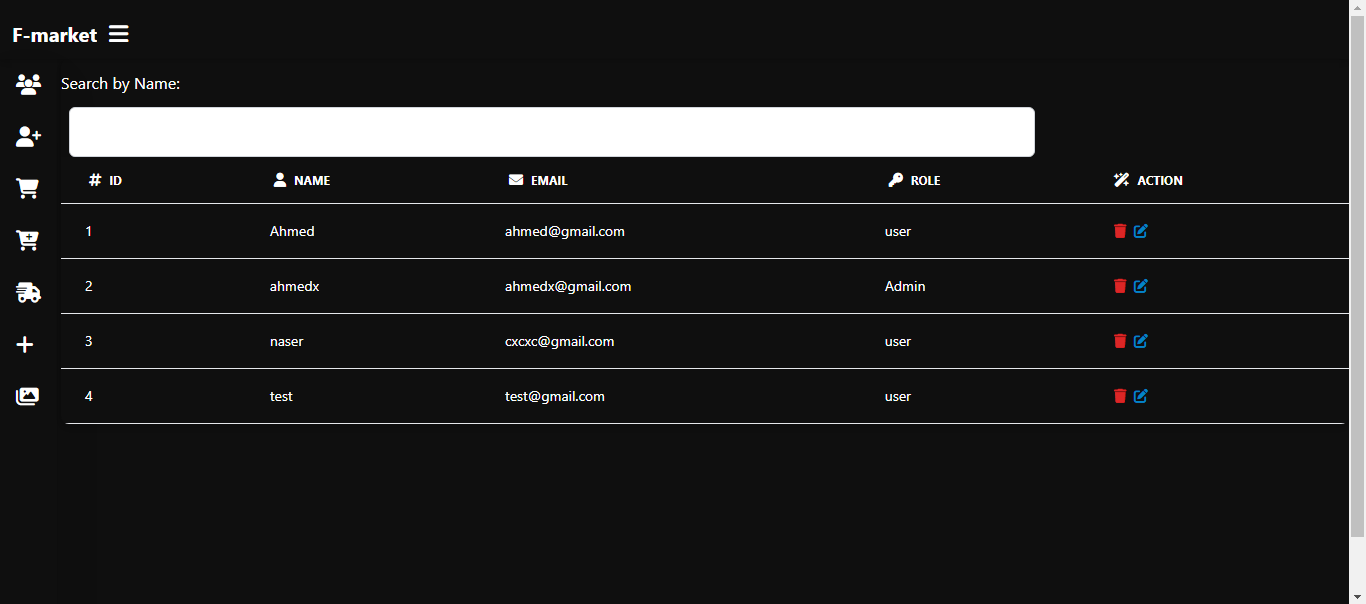 F-market
Search by Name:
ID NAME EMAIL ROLE ACTION
1 Ahmed ahmed@gmail.com user
2 ahmedx ahmedx@gmail.com Admin
3 naser cxcxc@gmail.com user
4 test test@gmail.com user